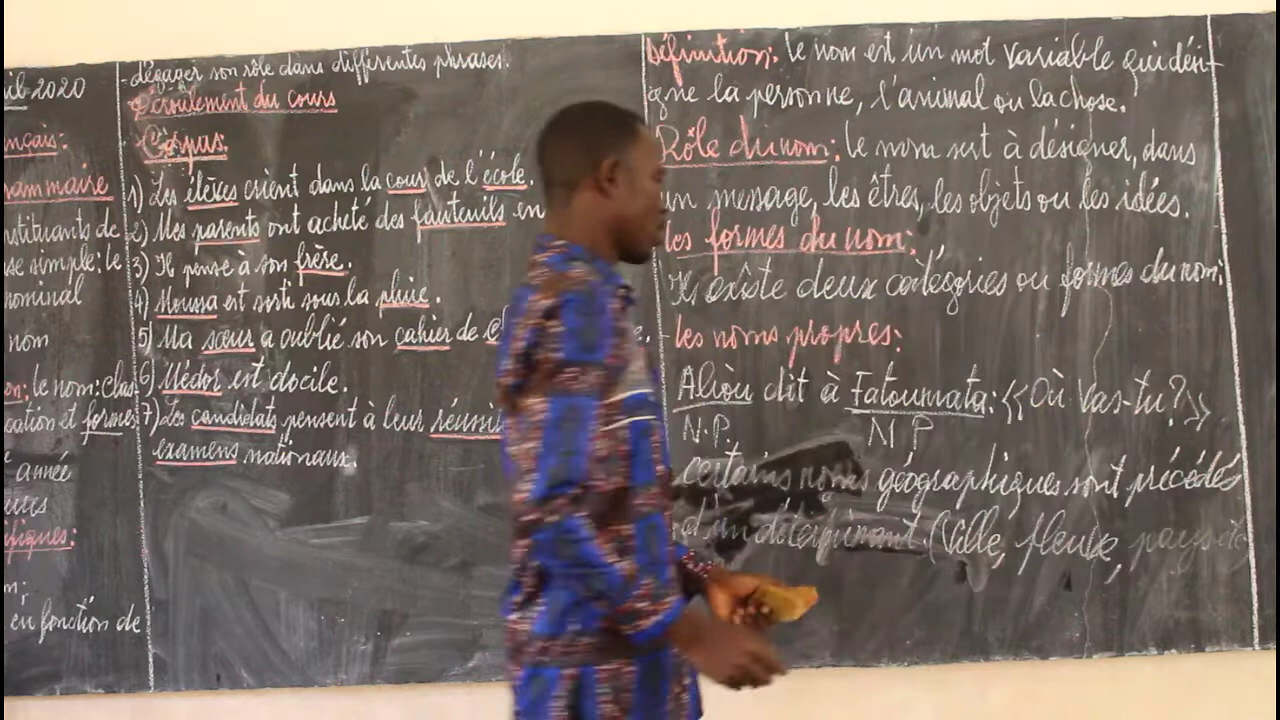 2020
nçais:
ammaire
nstituants de
se simple: le
nominal
nom
on: le nom: clas
cation et formes
année
m;
en fonction de
- dégager son rôle dans différentes phrases.
Déroulement du cours
Corpus:
1) Les élèves crient dans la cour de l'école.
2) Mes parents ont acheté des fauteuils en
3) Il pense à son frère.
4) Moussa est sorti sous la pluie.
5) Ma sœur a oublié son cahier de
6) Médor est docile.
7) Les candidats pensent à leur réussi
examens nationaux.
Définition: le nom est un mot variable qui dési-
gne la personne, l'animal ou la chose.
Rôle du nom: le nom sert à désigner, dans
un message, les êtres, les objets ou les idées.
les formes du nom:
Il existe deux catégories ou formes du nom:
les noms propres:
Aliou dit à Fatoumata: <<Où vas-tu?>>
N.P. N P
certains noms géographiques sont précédés
d'un déterminant (Ville, fleuve, pays etc